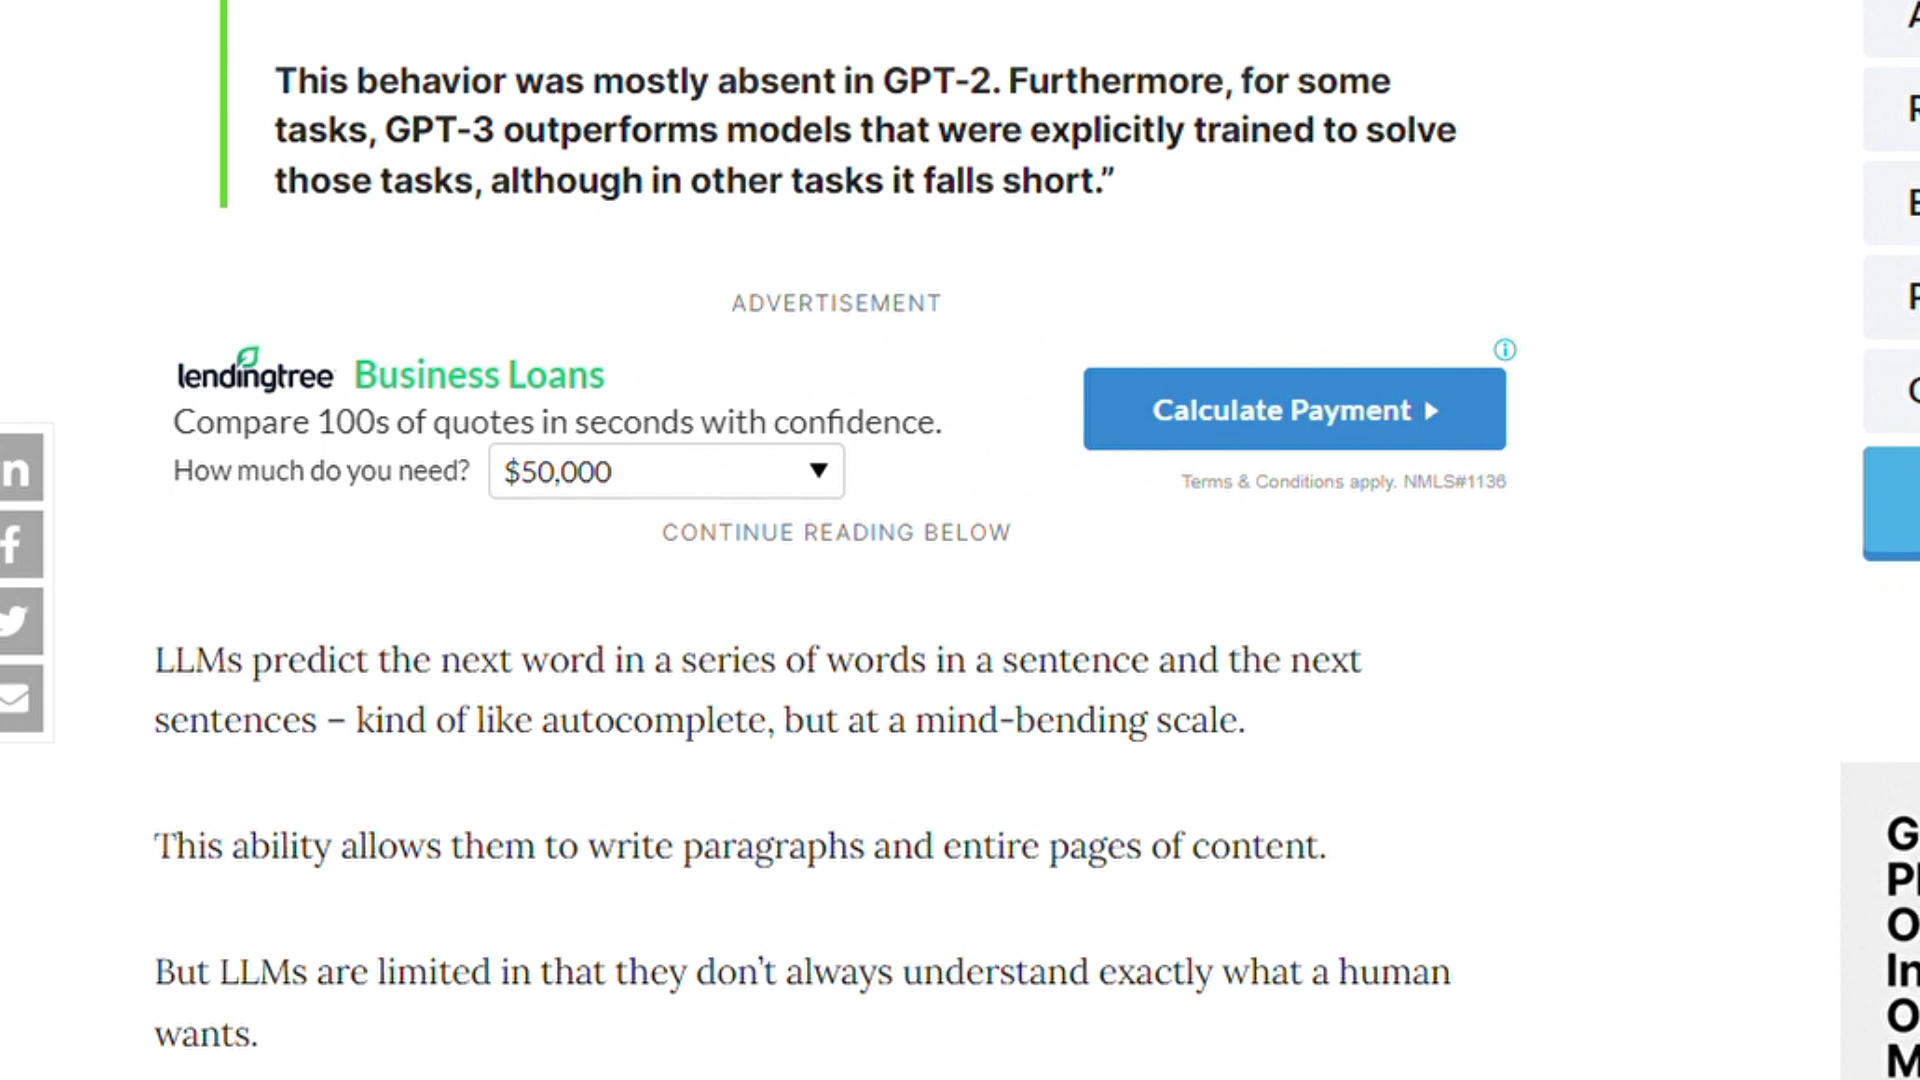 This behavior was mostly absent in GPT-2. Furthermore, for some
tasks, GPT-3 outperforms models that were explicitly trained to solve
those tasks, although in other tasks it falls short.”
ADVERTISEMENT
lendingtree Business Loans
Compare 100s of quotes in seconds with confidence.
How much do you need? $50,000
Calculate Payment
Terms & Conditions apply. NMLS#1136
CONTINUE READING BELOW
LLMs predict the next word in a series of words in a sentence and the next
sentences – kind of like autocomplete, but at a mind-bending scale.
This ability allows them to write paragraphs and entire pages of content.
But LLMs are limited in that they don’t always understand exactly what a human
wants.